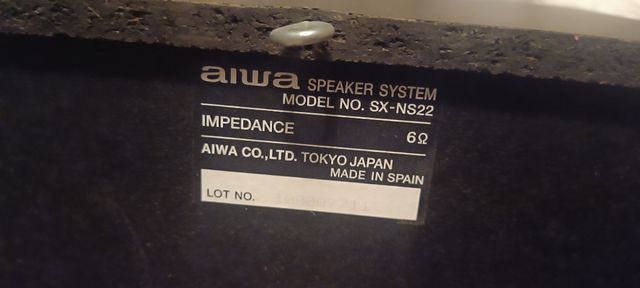 aiwa SPEAKER SYSTEM
MODEL NO. SX-NS22
IMPEDANCE 6Ω
AIWA CO.,LTD. TOKYO JAPAN
MADE IN SPAIN
LOT NO.